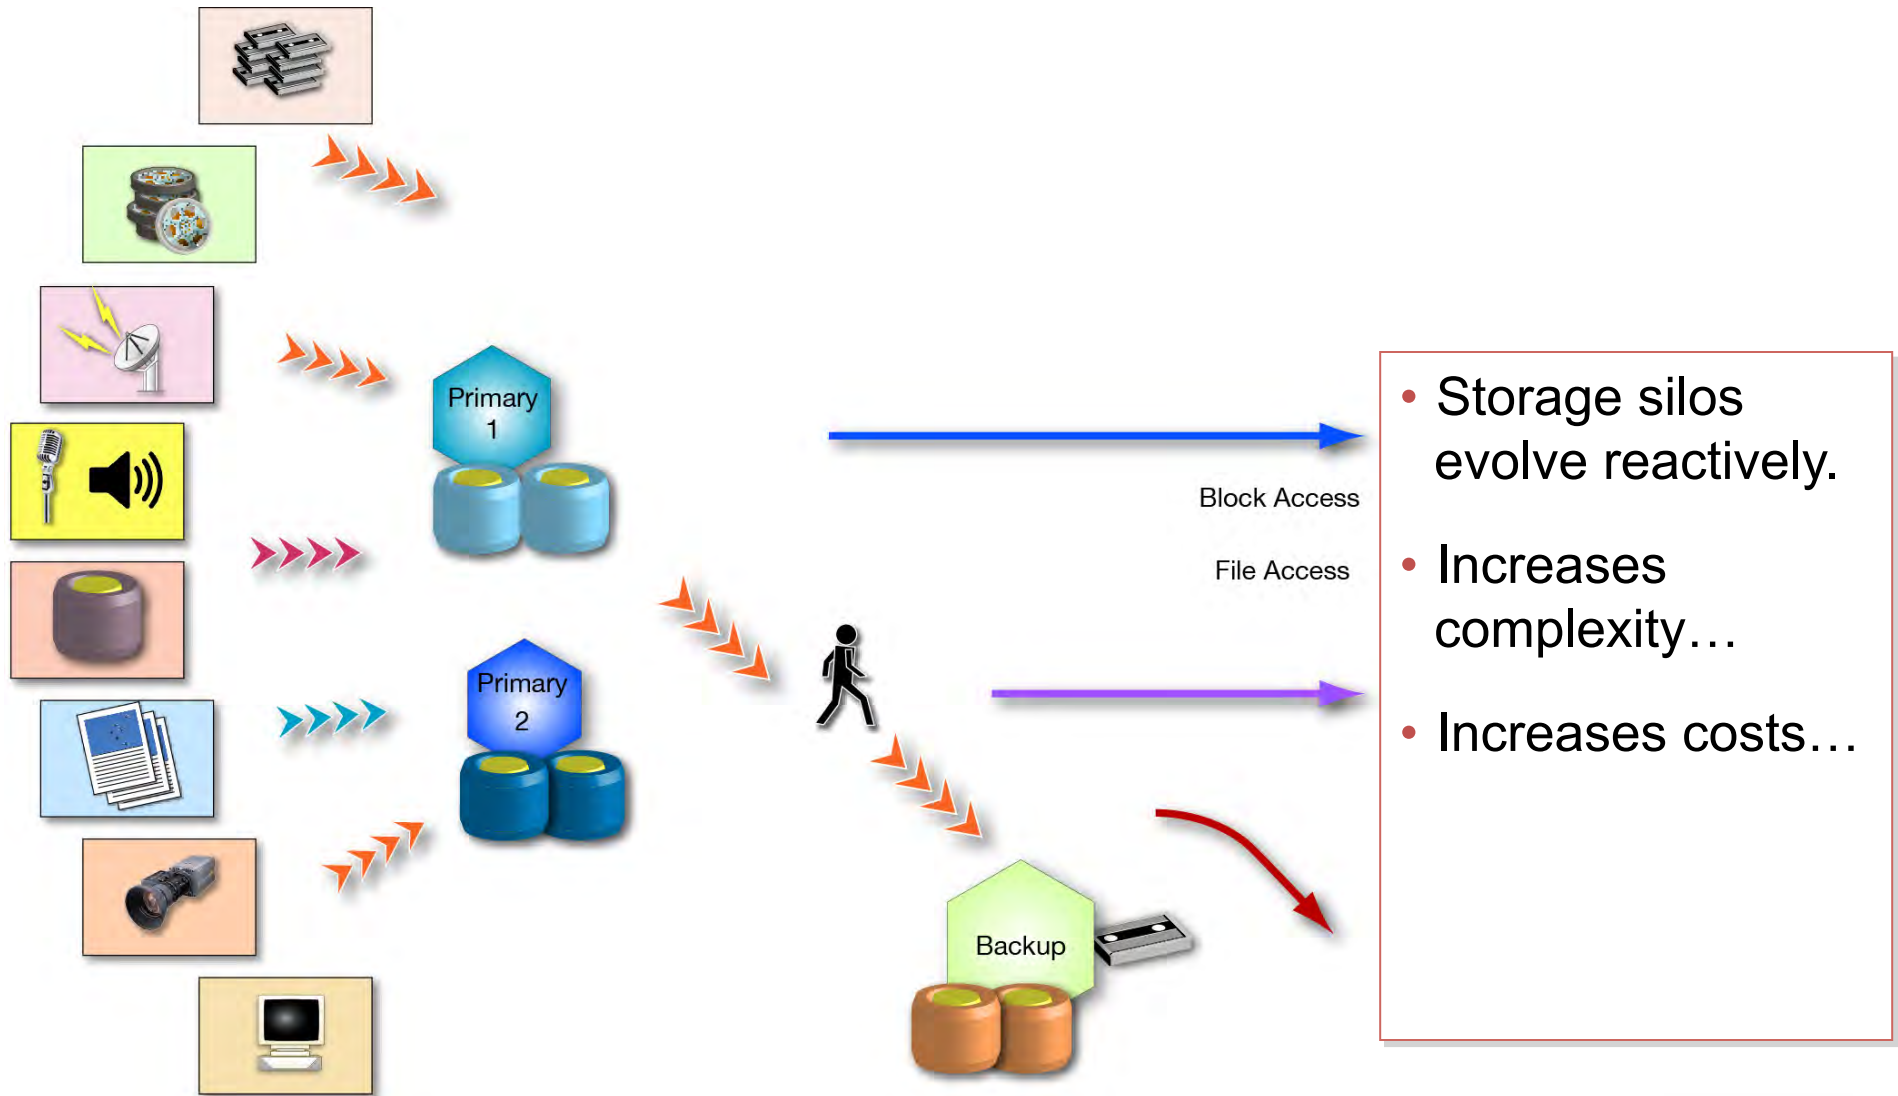 Primary
1
Block Access
File Access
Primary
2
Backup
• Storage silos
evolve reactively.
• Increases
complexity…
• Increases costs…